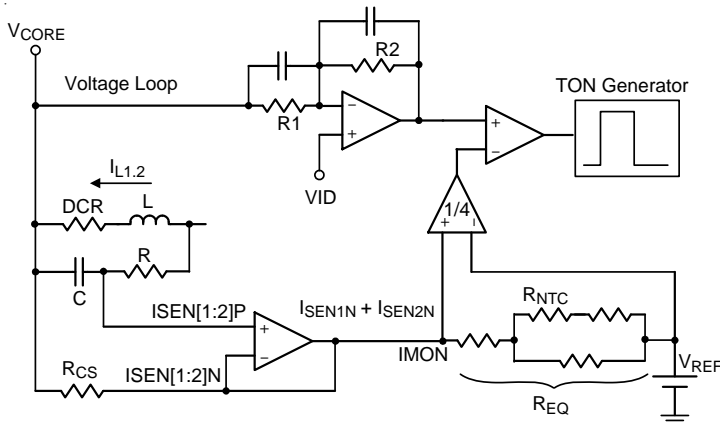 VCORE
Voltage Loop
R2
R1
TON Generator
VID
IL1.2
DCR
L
1/4
R
C
ISEN[1:2]P
ISEN1N + ISEN2N
RNTC
IMON
RCS
ISEN[1:2]N
VREF
REQ